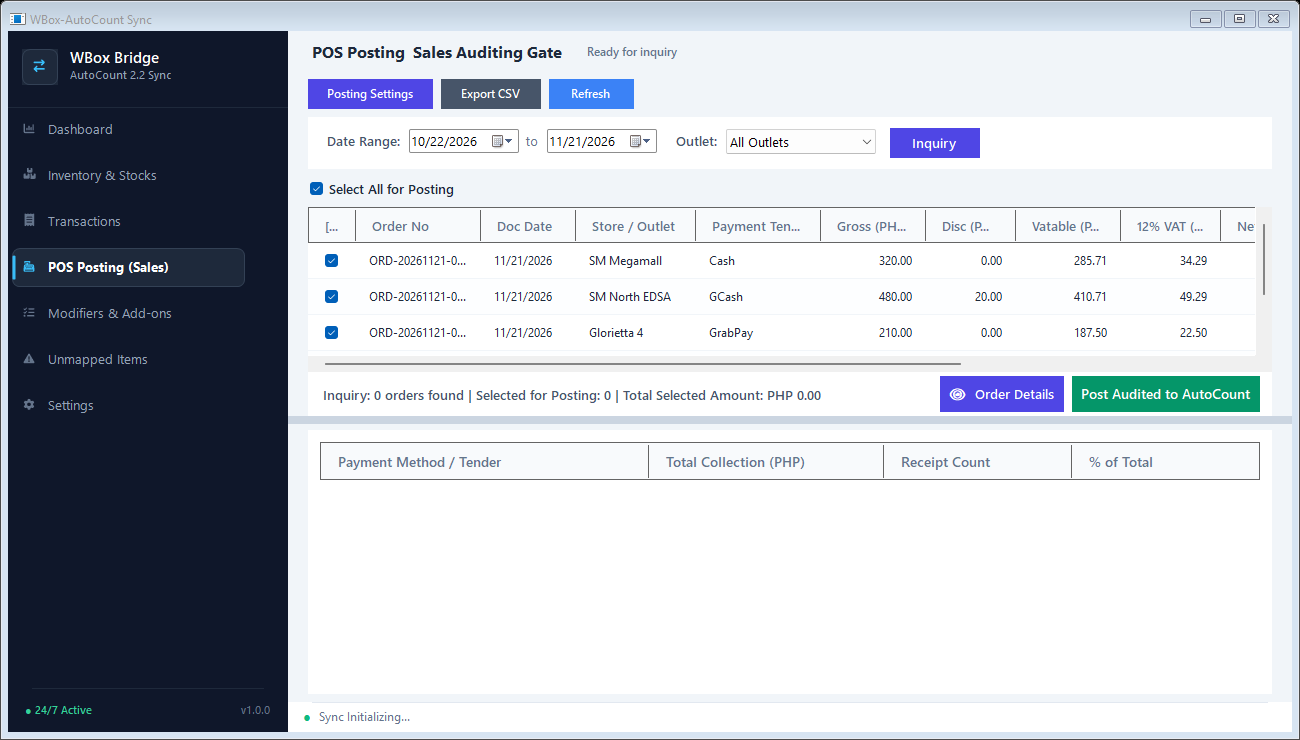 WBox-AutoCount Sync
WBox Bridge
AutoCount 2.2 Sync
Dashboard
Inventory & Stocks
Transactions
POS Posting (Sales)
Modifiers & Add-ons
Unmapped Items
Settings
24/7 Active v1.0.0
POS Posting Sales Auditing Gate Ready for inquiry
Posting Settings Export CSV Refresh
Date Range: 10/22/2026 to 11/21/2026 Outlet: All Outlets Inquiry
Select All for Posting
[... Order No Doc Date Store / Outlet Payment Ten... Gross (PH... Disc (P... Vatable (P... 12% VAT (... Ne
ORD-20261121-0... 11/21/2026 SM Megamall Cash 320.00 0.00 285.71 34.29
ORD-20261121-0... 11/21/2026 SM North EDSA GCash 480.00 20.00 410.71 49.29
ORD-20261121-0... 11/21/2026 Glorietta 4 GrabPay 210.00 0.00 187.50 22.50
Inquiry: 0 orders found | Selected for Posting: 0 | Total Selected Amount: PHP 0.00 Order Details Post Audited to AutoCount
Payment Method / Tender Total Collection (PHP) Receipt Count % of Total
Sync Initializing...